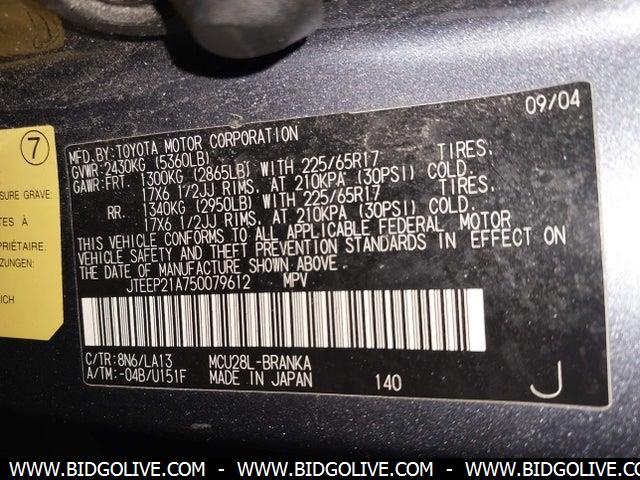 09/04
MFD.BY:TOYOTA MOTOR CORPORATION
GVWR:2430KG (5360LB)
GAWR:FRT. 1300KG (2865LB) WITH 225/65R17 TIRES.
17X6 1/2JJ RIMS. AT 210KPA (30PSI) COLD.
RR. 1340KG (2950LB) WITH 225/65R17 TIRES.
17X6 1/2JJ RIMS. AT 210KPA (30PSI) COLD.
THIS VEHICLE CONFORMS TO ALL APPLICABLE FEDERAL MOTOR
VEHICLE SAFETY AND THEFT PREVENTION STANDARDS IN EFFECT ON
THE DATE OF MANUFACTURE SHOWN ABOVE.
JTEEP21A750079612 MPV
C/TR: 8N6/LA13 MCU28L-BRANKA
A/TM: -04B/U151F MADE IN JAPAN 140 J
7
SURE GRAVE.
TES À
PRIÉTAIRE.
ZUNGEN:
ICH
WWW.BIDGOLIVE.COM - WWW.BIDGOLIVE.COM - WWW.BIDGOLIVE.COM